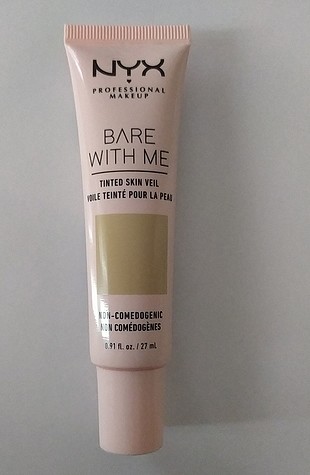 NYX
PROFESSIONAL
MAKEUP
BARE
WITH ME
TINTED SKIN VEIL
VOILE TEINTÉ POUR LA PEAU
NON-COMEDOGENIC
NON COMÉDOGÈNES
0.91 fl. oz. / 27 mL